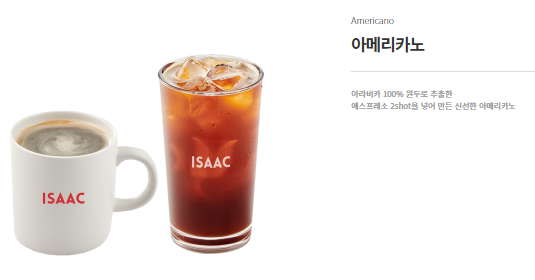 Americano
아메리카노
아라비카 100% 원두로 추출한
에스프레소 2shot을 넣어 만든 신선한 아메리카노
ISAAC
ISAAC